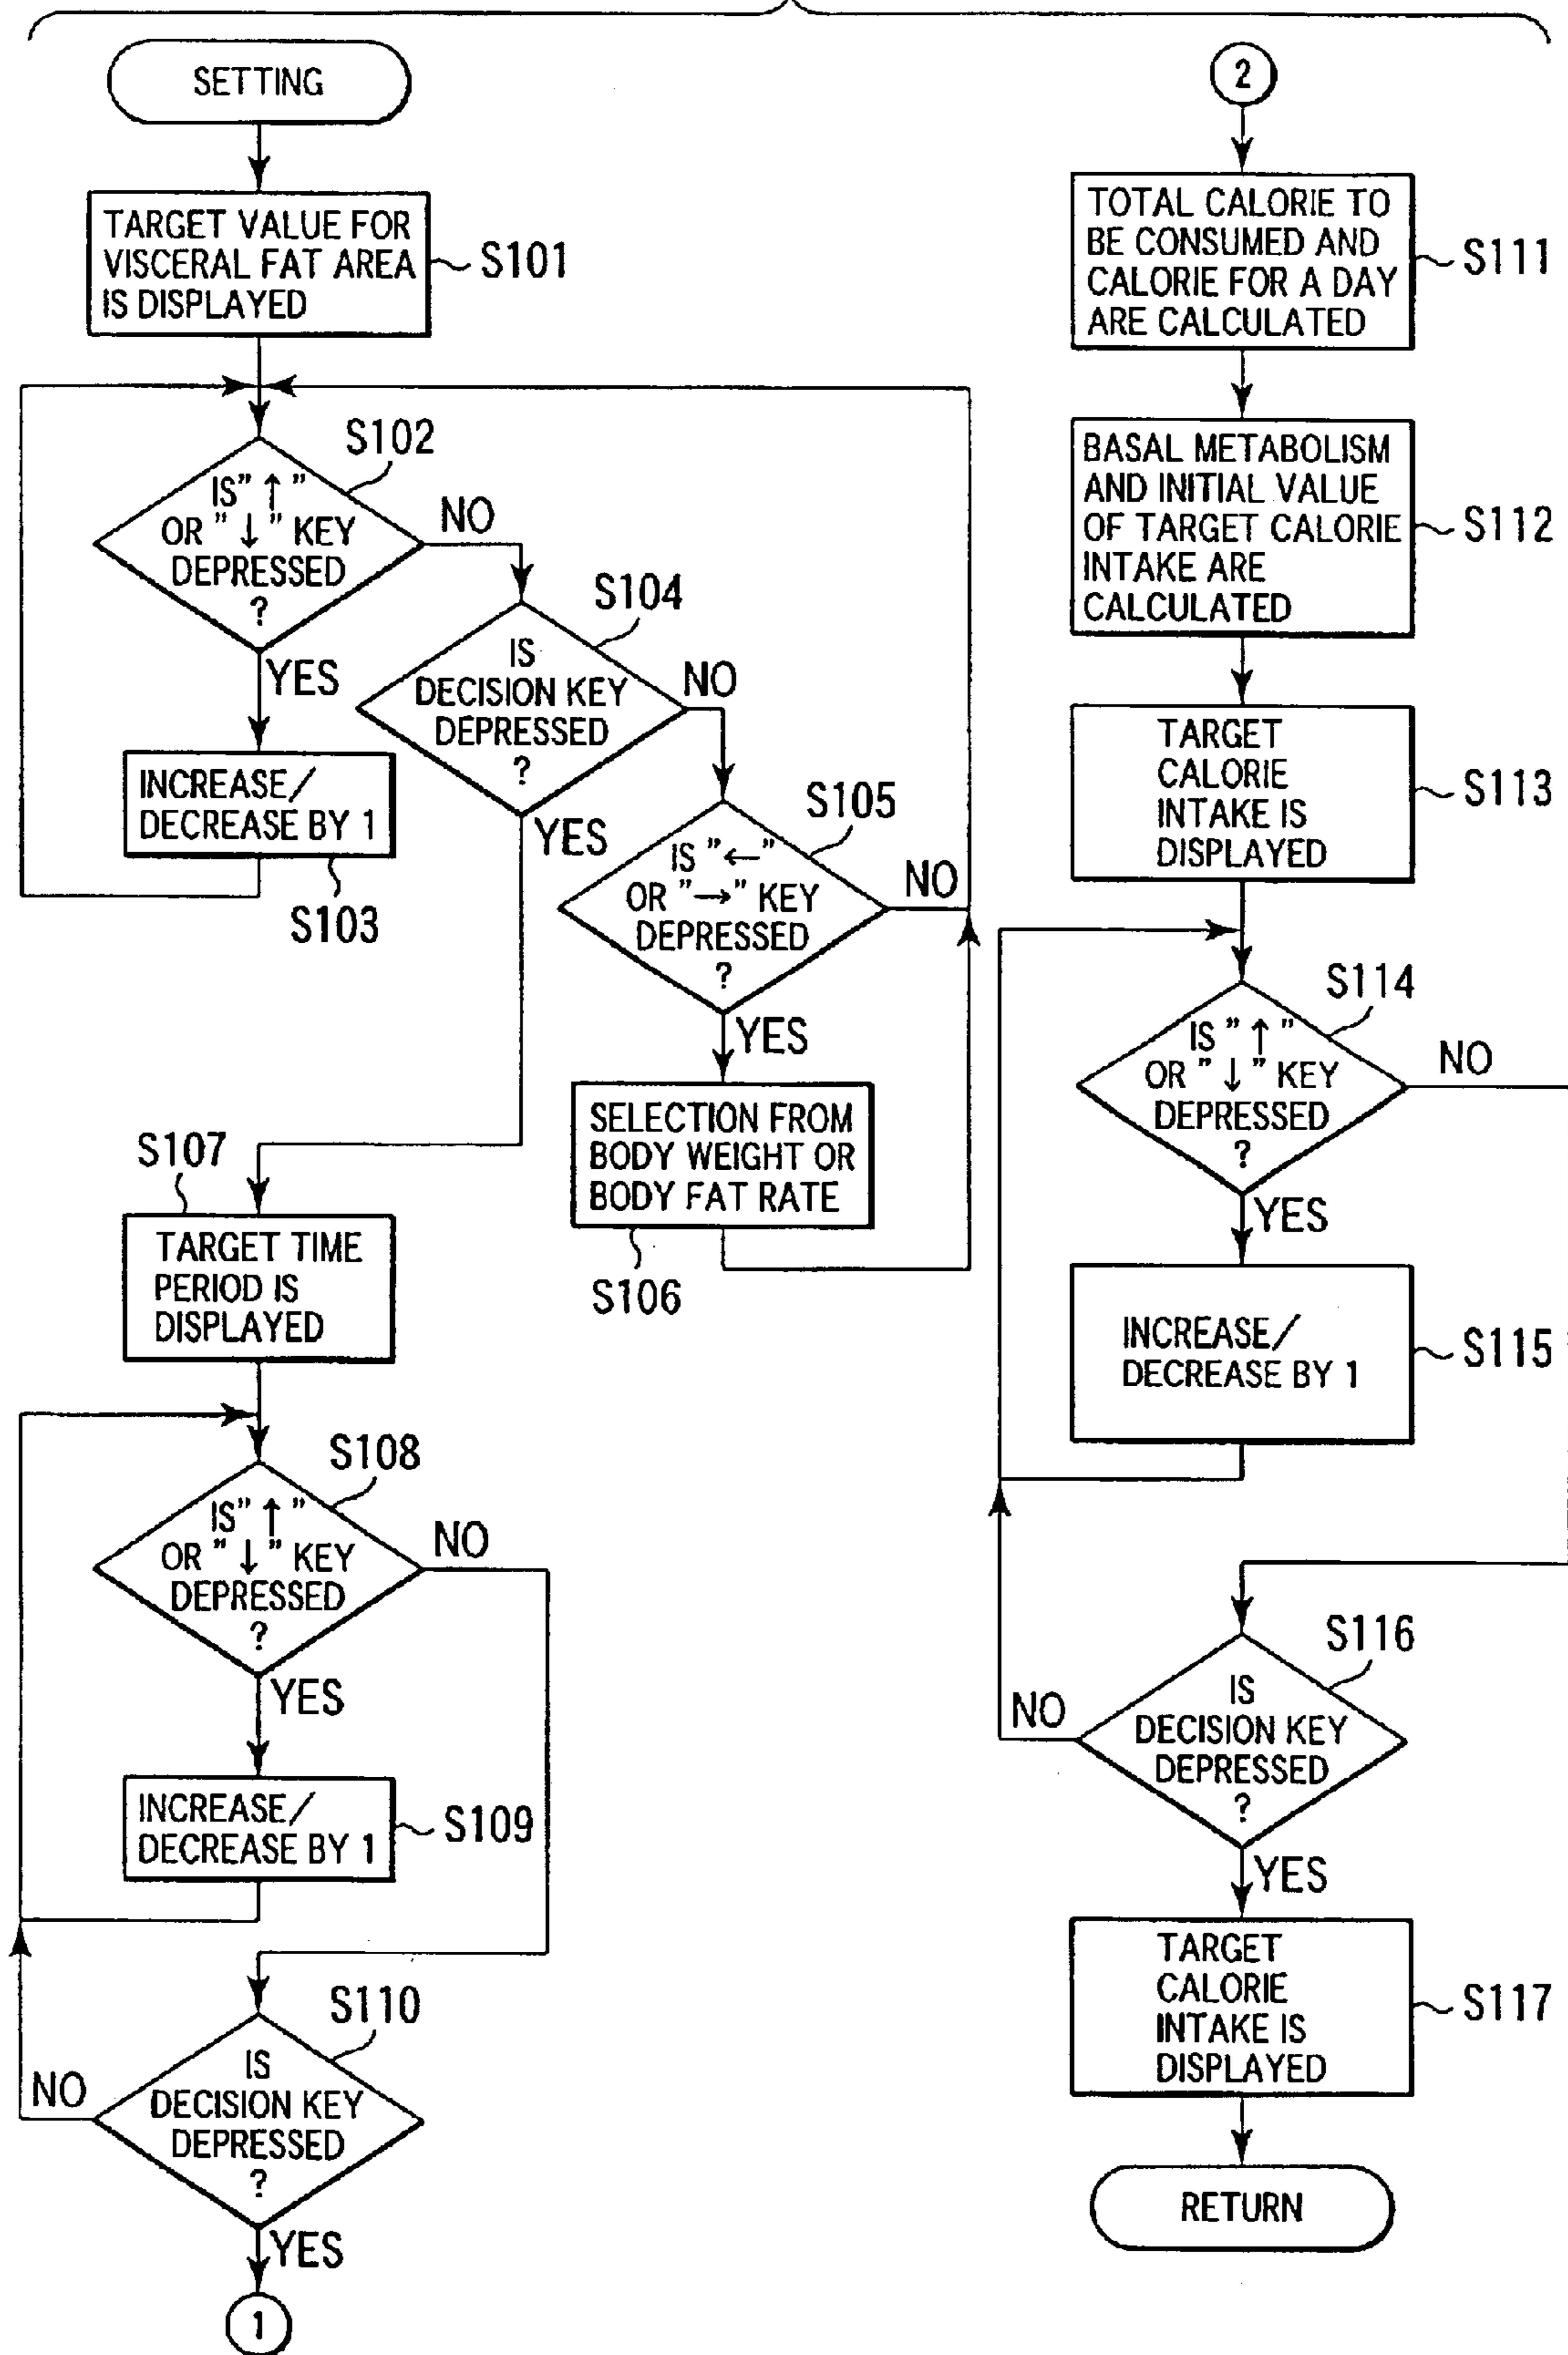 SETTING
TARGET VALUE FOR
VISCERAL FAT AREA
IS DISPLAYED
S101
S102
IS" ↑ "
OR " ↓ " KEY
DEPRESSED
?
NO
YES
INCREASE/
DECREASE BY 1
S103
S104
IS
DECISION KEY
DEPRESSED
?
NO
YES
S105
IS "←"
OR "→" KEY
DEPRESSED
?
NO
YES
SELECTION FROM
BODY WEIGHT OR
BODY FAT RATE
S106
S107
TARGET TIME
PERIOD IS
DISPLAYED
S108
IS" ↑ "
OR " ↓ " KEY
DEPRESSED
?
NO
YES
INCREASE/
DECREASE BY 1
S109
S110
IS
DECISION KEY
DEPRESSED
?
NO
YES
1
2
TOTAL CALORIE TO
BE CONSUMED AND
CALORIE FOR A DAY
ARE CALCULATED
S111
BASAL METABOLISM
AND INITIAL VALUE
OF TARGET CALORIE
INTAKE ARE
CALCULATED
S112
TARGET
CALORIE
INTAKE IS
DISPLAYED
S113
S114
IS " ↑ "
OR " ↓ " KEY
DEPRESSED
?
NO
YES
INCREASE/
DECREASE BY 1
S115
S116
IS
DECISION KEY
DEPRESSED
?
NO
YES
TARGET
CALORIE
INTAKE IS
DISPLAYED
S117
RETURN